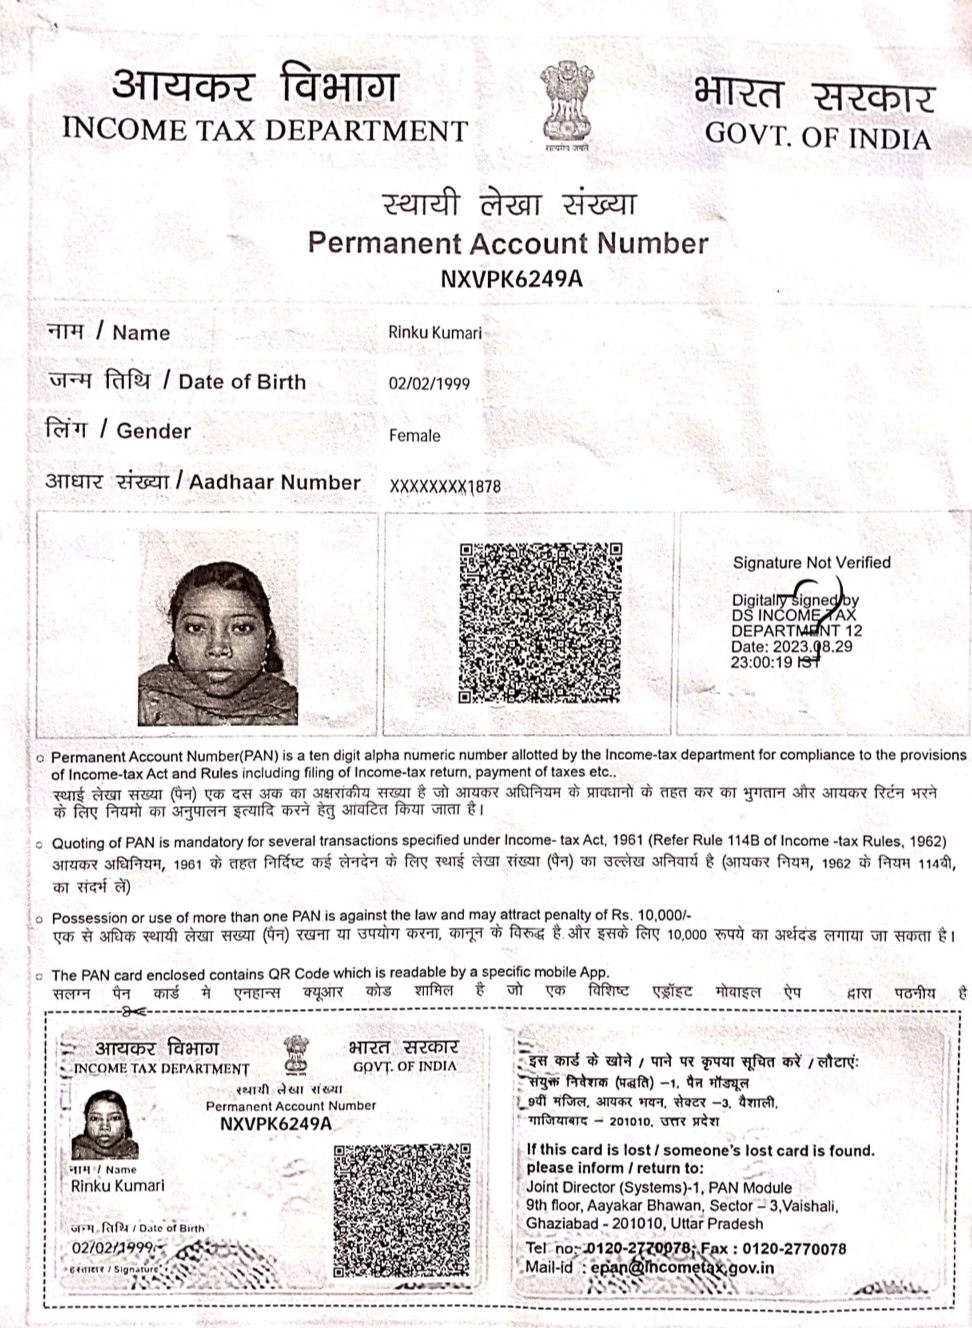 आयकर विभाग
INCOME TAX DEPARTMENT
सत्यमेव जयते
भारत सरकार
GOVT. OF INDIA
स्थायी लेखा संख्या
Permanent Account Number
NXVPK6249A
नाम / Name
Rinku Kumari
जन्म तिथि / Date of Birth
02/02/1999
लिंग / Gender
Female
आधार संख्या / Aadhaar Number
XXXXXXXX1878
Signature Not Verified
Digitally signed by
DS INCOME TAX
DEPARTMENT 12
Date: 2023.08.29
23:00:19 IST
Permanent Account Number(PAN) is a ten digit alpha numeric number allotted by the Income-tax department for compliance to the provisions
of Income-tax Act and Rules including filing of Income-tax return, payment of taxes etc..
स्थाई लेखा सख्या (पैन) एक दस अक का अक्षरांकीय सख्या है जो आयकर अधिनियम के प्रावधानो के तहत कर का भुगतान और आयकर रिर्टन भरने
के लिए नियमो का अनुपालन इत्यादि करने हेतु आवंटित किया जाता है।
Quoting of PAN is mandatory for several transactions specified under Income- tax Act, 1961 (Refer Rule 114B of Income -tax Rules, 1962)
आयकर अधिनियम, 1961 के तहत निर्दिष्ट कई लेनदेन के लिए स्थाई लेखा संख्या (पैन) का उल्लेख अनिवार्य है (आयकर नियम, 1962 के नियम 114बी,
का संदर्भ लें)
Possession or use of more than one PAN is against the law and may attract penalty of Rs. 10,000/-
एक से अधिक स्थायी लेखा सख्या (पैन) रखना या उपयोग करना, कानून के विरूद्ध है और इसके लिए 10,000 रूपये का अर्थदंड लगाया जा सकता है।
The PAN card enclosed contains QR Code which is readable by a specific mobile App.
सलग्न पैन कार्ड मे एनहान्स क्यूआर कोड शामिल है जो एक विशिष्ट एड्रॉइट मोवाइल ऐप द्वारा पठनीय है
आयकर विभाग
INCOME TAX DEPARTMENT
भारत सरकार
GOVT. OF INDIA
स्थायी लेखा संख्या
Permanent Account Number
NXVPK6249A
नाम / Name
Rinku Kumari
जन्म तिथि / Date of Birth
02/02/1999
हस्ताक्षर / Signature
इस कार्ड के खोने / पाने पर कृपया सूचित करें / लौटाएं:
संयुक्त निवेशक (पद्धति) –1, पैन मॉड्यूल
9वीं मंजिल, आयकर भवन, सेक्टर –3, वैशाली,
गाजियाबाद – 201010, उत्तर प्रदेश
If this card is lost / someone's lost card is found.
please inform / return to:
Joint Director (Systems)-1, PAN Module
9th floor, Aayakar Bhawan, Sector – 3,Vaishali,
Ghaziabad - 201010, Uttar Pradesh
Tel no: 0120-2770078; Fax : 0120-2770078
Mail-id : epan@incometax.gov.in